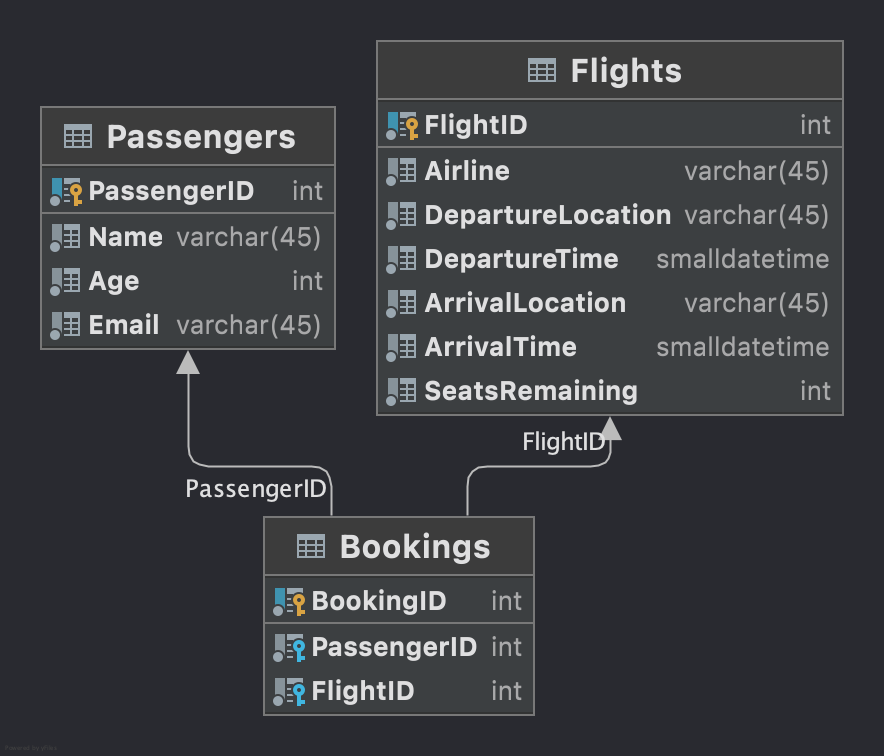 Flights
FlightID int
Airline varchar(45)
DepartureLocation varchar(45)
DepartureTime smalldatetime
ArrivalLocation varchar(45)
ArrivalTime smalldatetime
SeatsRemaining int
Passengers
PassengerID int
Name varchar(45)
Age int
Email varchar(45)
FlightID
PassengerID
Bookings
BookingID int
PassengerID int
FlightID int